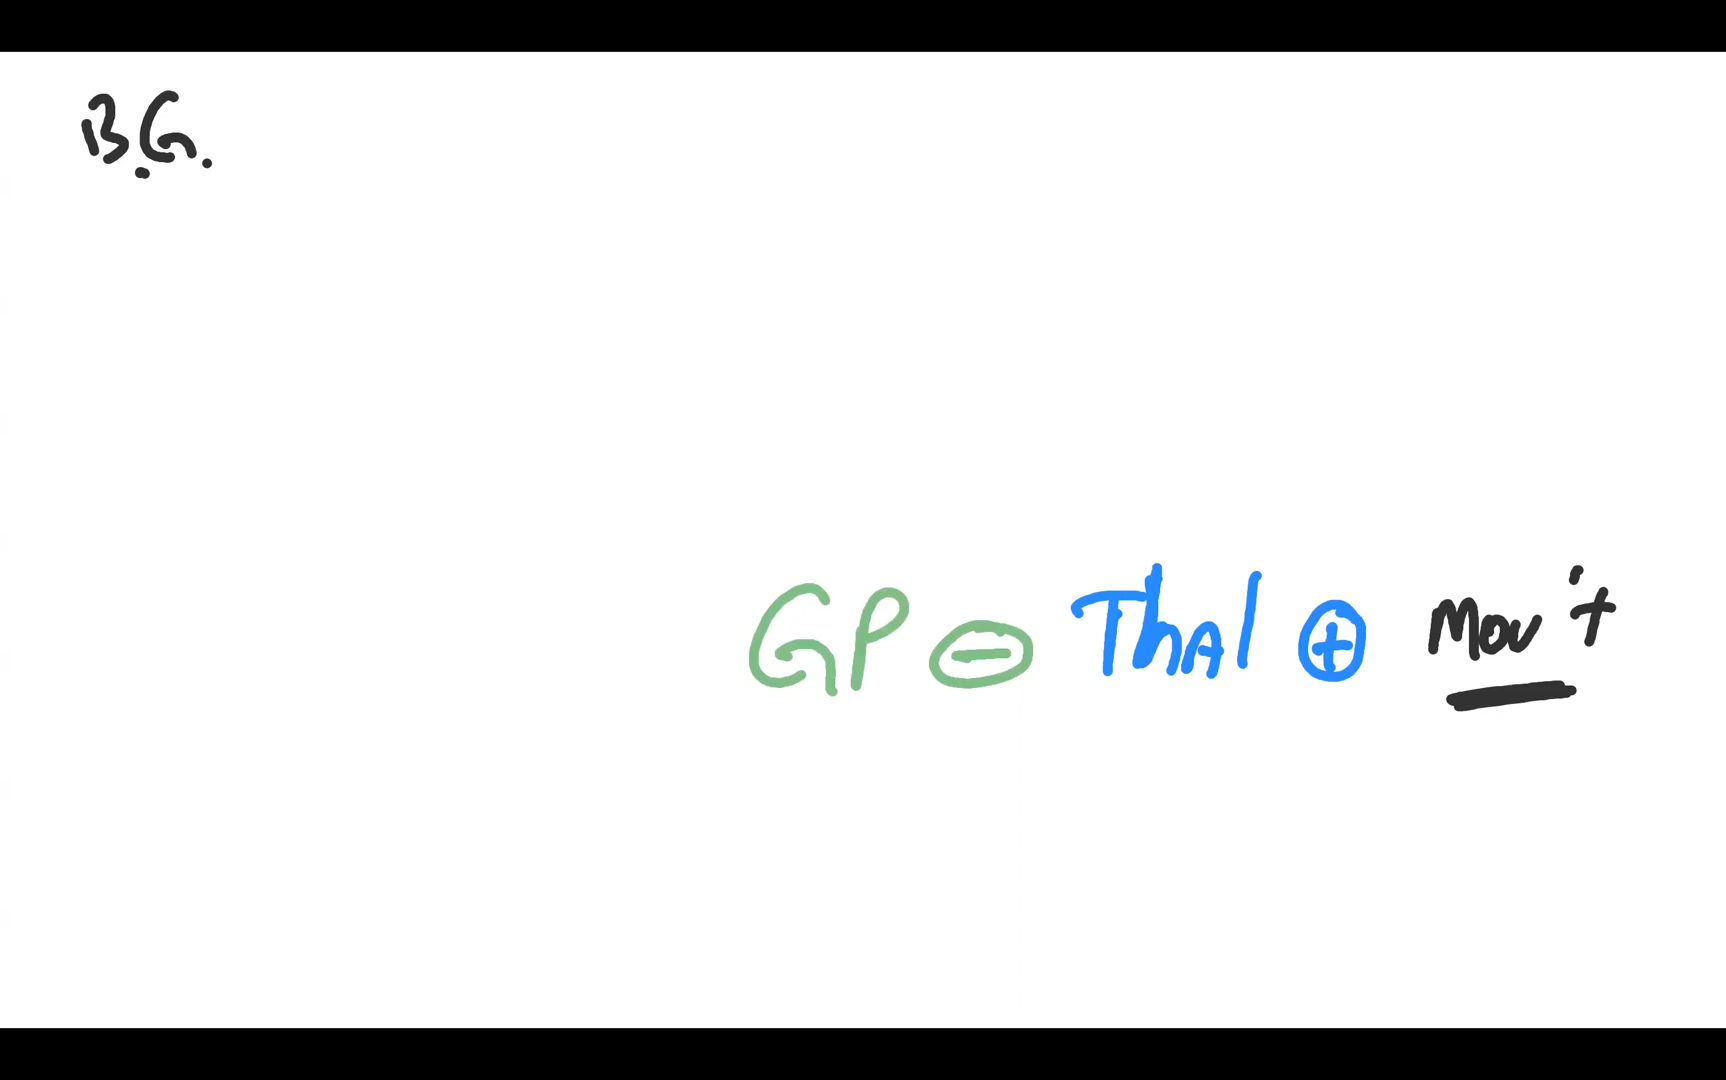 B.G.
GP ⊖ Thal ⊕ Mov't